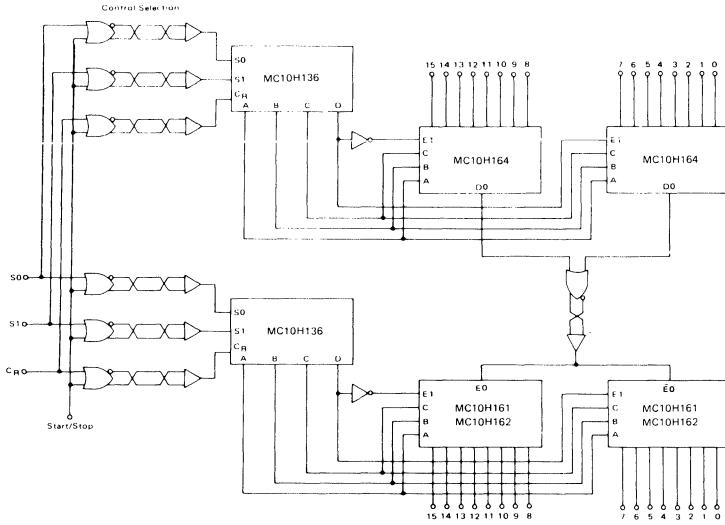 Control Selection
15 14 13 12 11 10 9 8
7 6 5 4 3 2 1 0
S0
S1
CR
MC10H136
A B C D
E1
C
B
A
MC10H164
D0
E1
C
B
A
MC10H164
D0
S0
S1
CR
Start/Stop
S0
S1
CR
MC10H136
A B C D
E0
E1
C
B
A
MC10H161
MC10H162
E0
E1
C
B
A
MC10H161
MC10H162
15 14 13 12 11 10 9 8
7 6 5 4 3 2 1 0